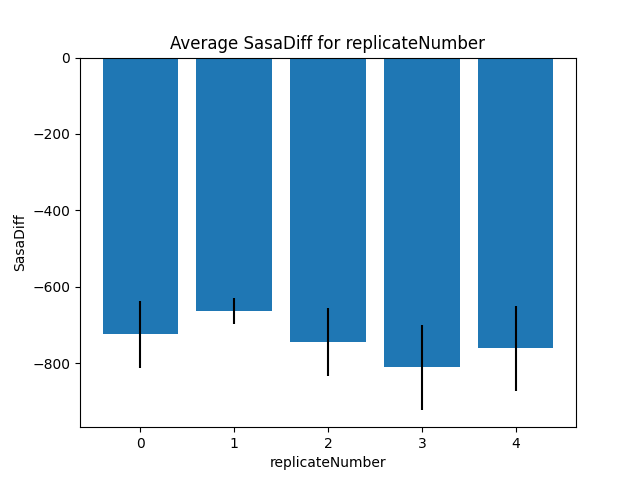 Average SasaDiff for replicateNumber
0
−200
−400
−600
−800
SasaDiff
0 1 2 3 4
replicateNumber